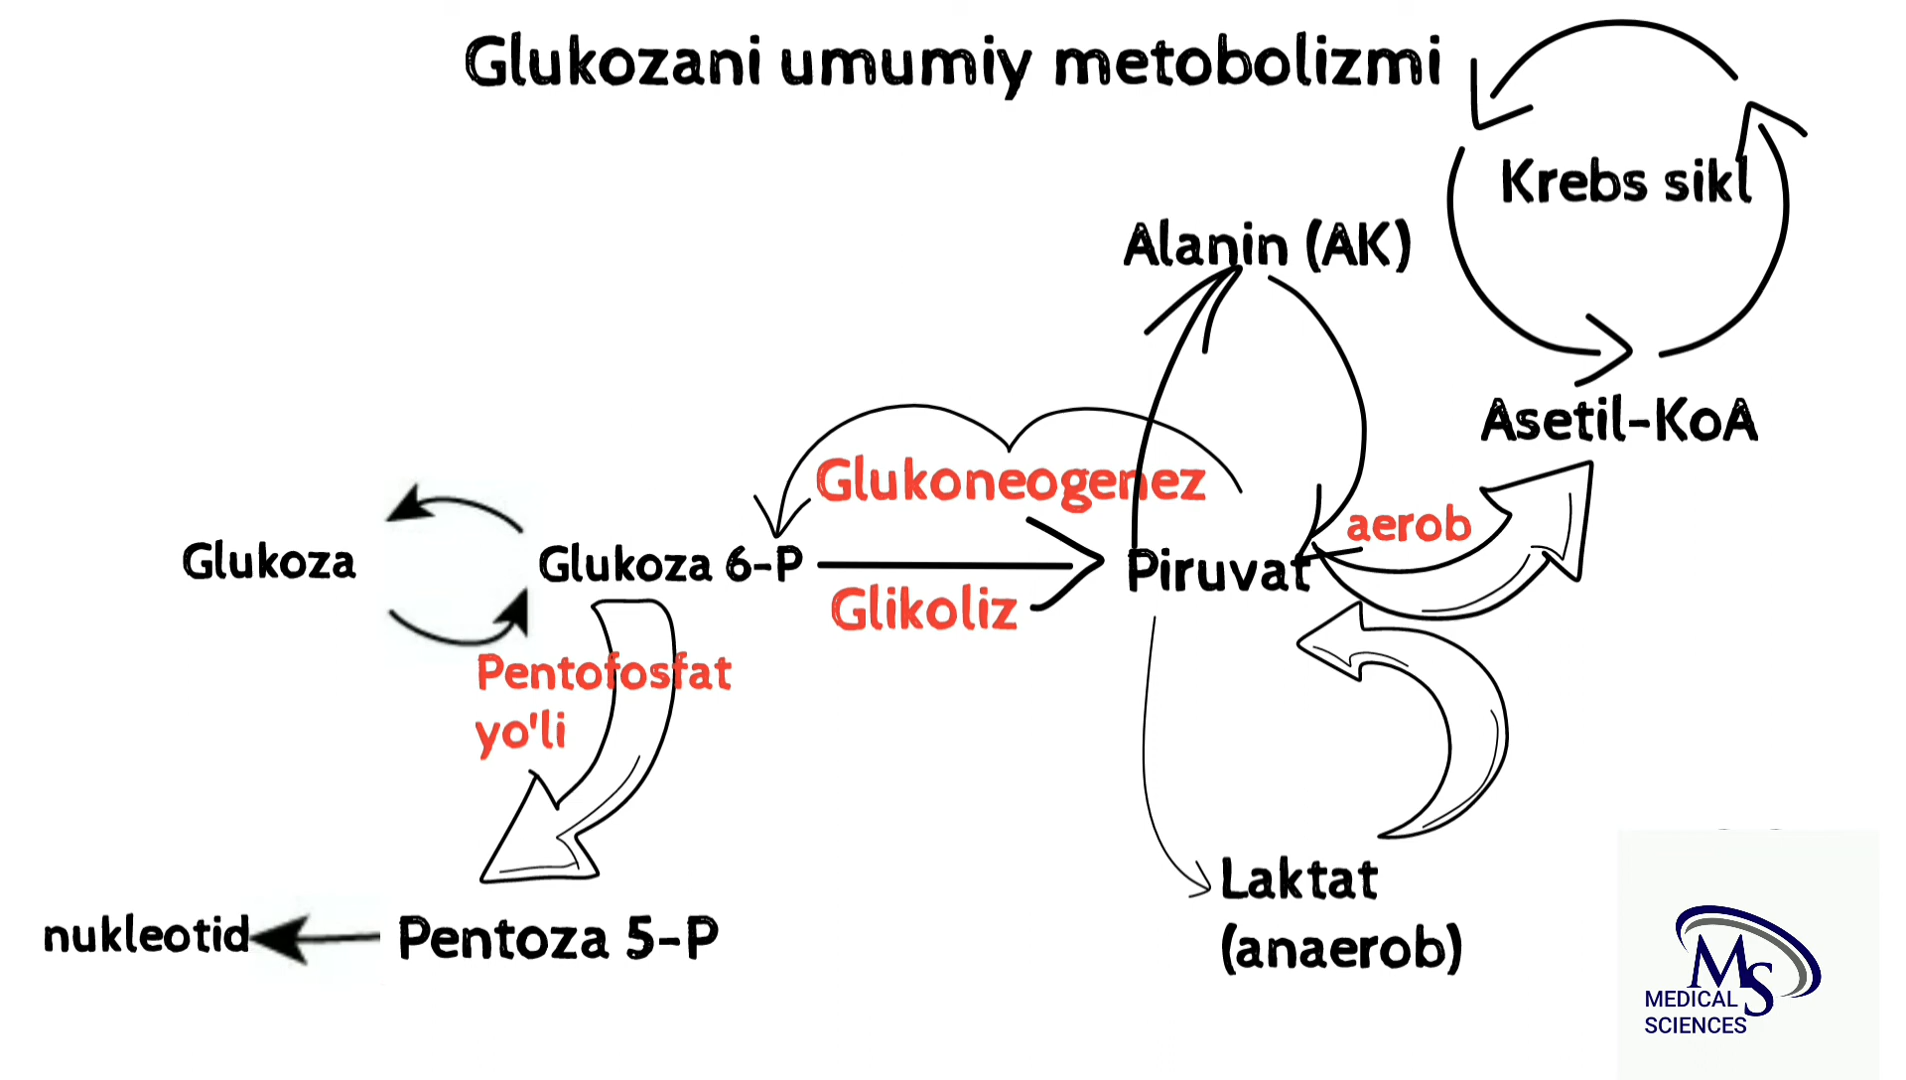 Glukozani umumiy metobolizmi
Krebs sikl
Alanin (AK)
Asetil-KoA
Glukoneogenez
aerob
Glukoza
Glukoza 6-P
Piruvat
Glikoliz
Pentofosfat
yo'li
Laktat
(anaerob)
nukleotid
Pentoza 5-P
MS
MEDICAL
SCIENCES